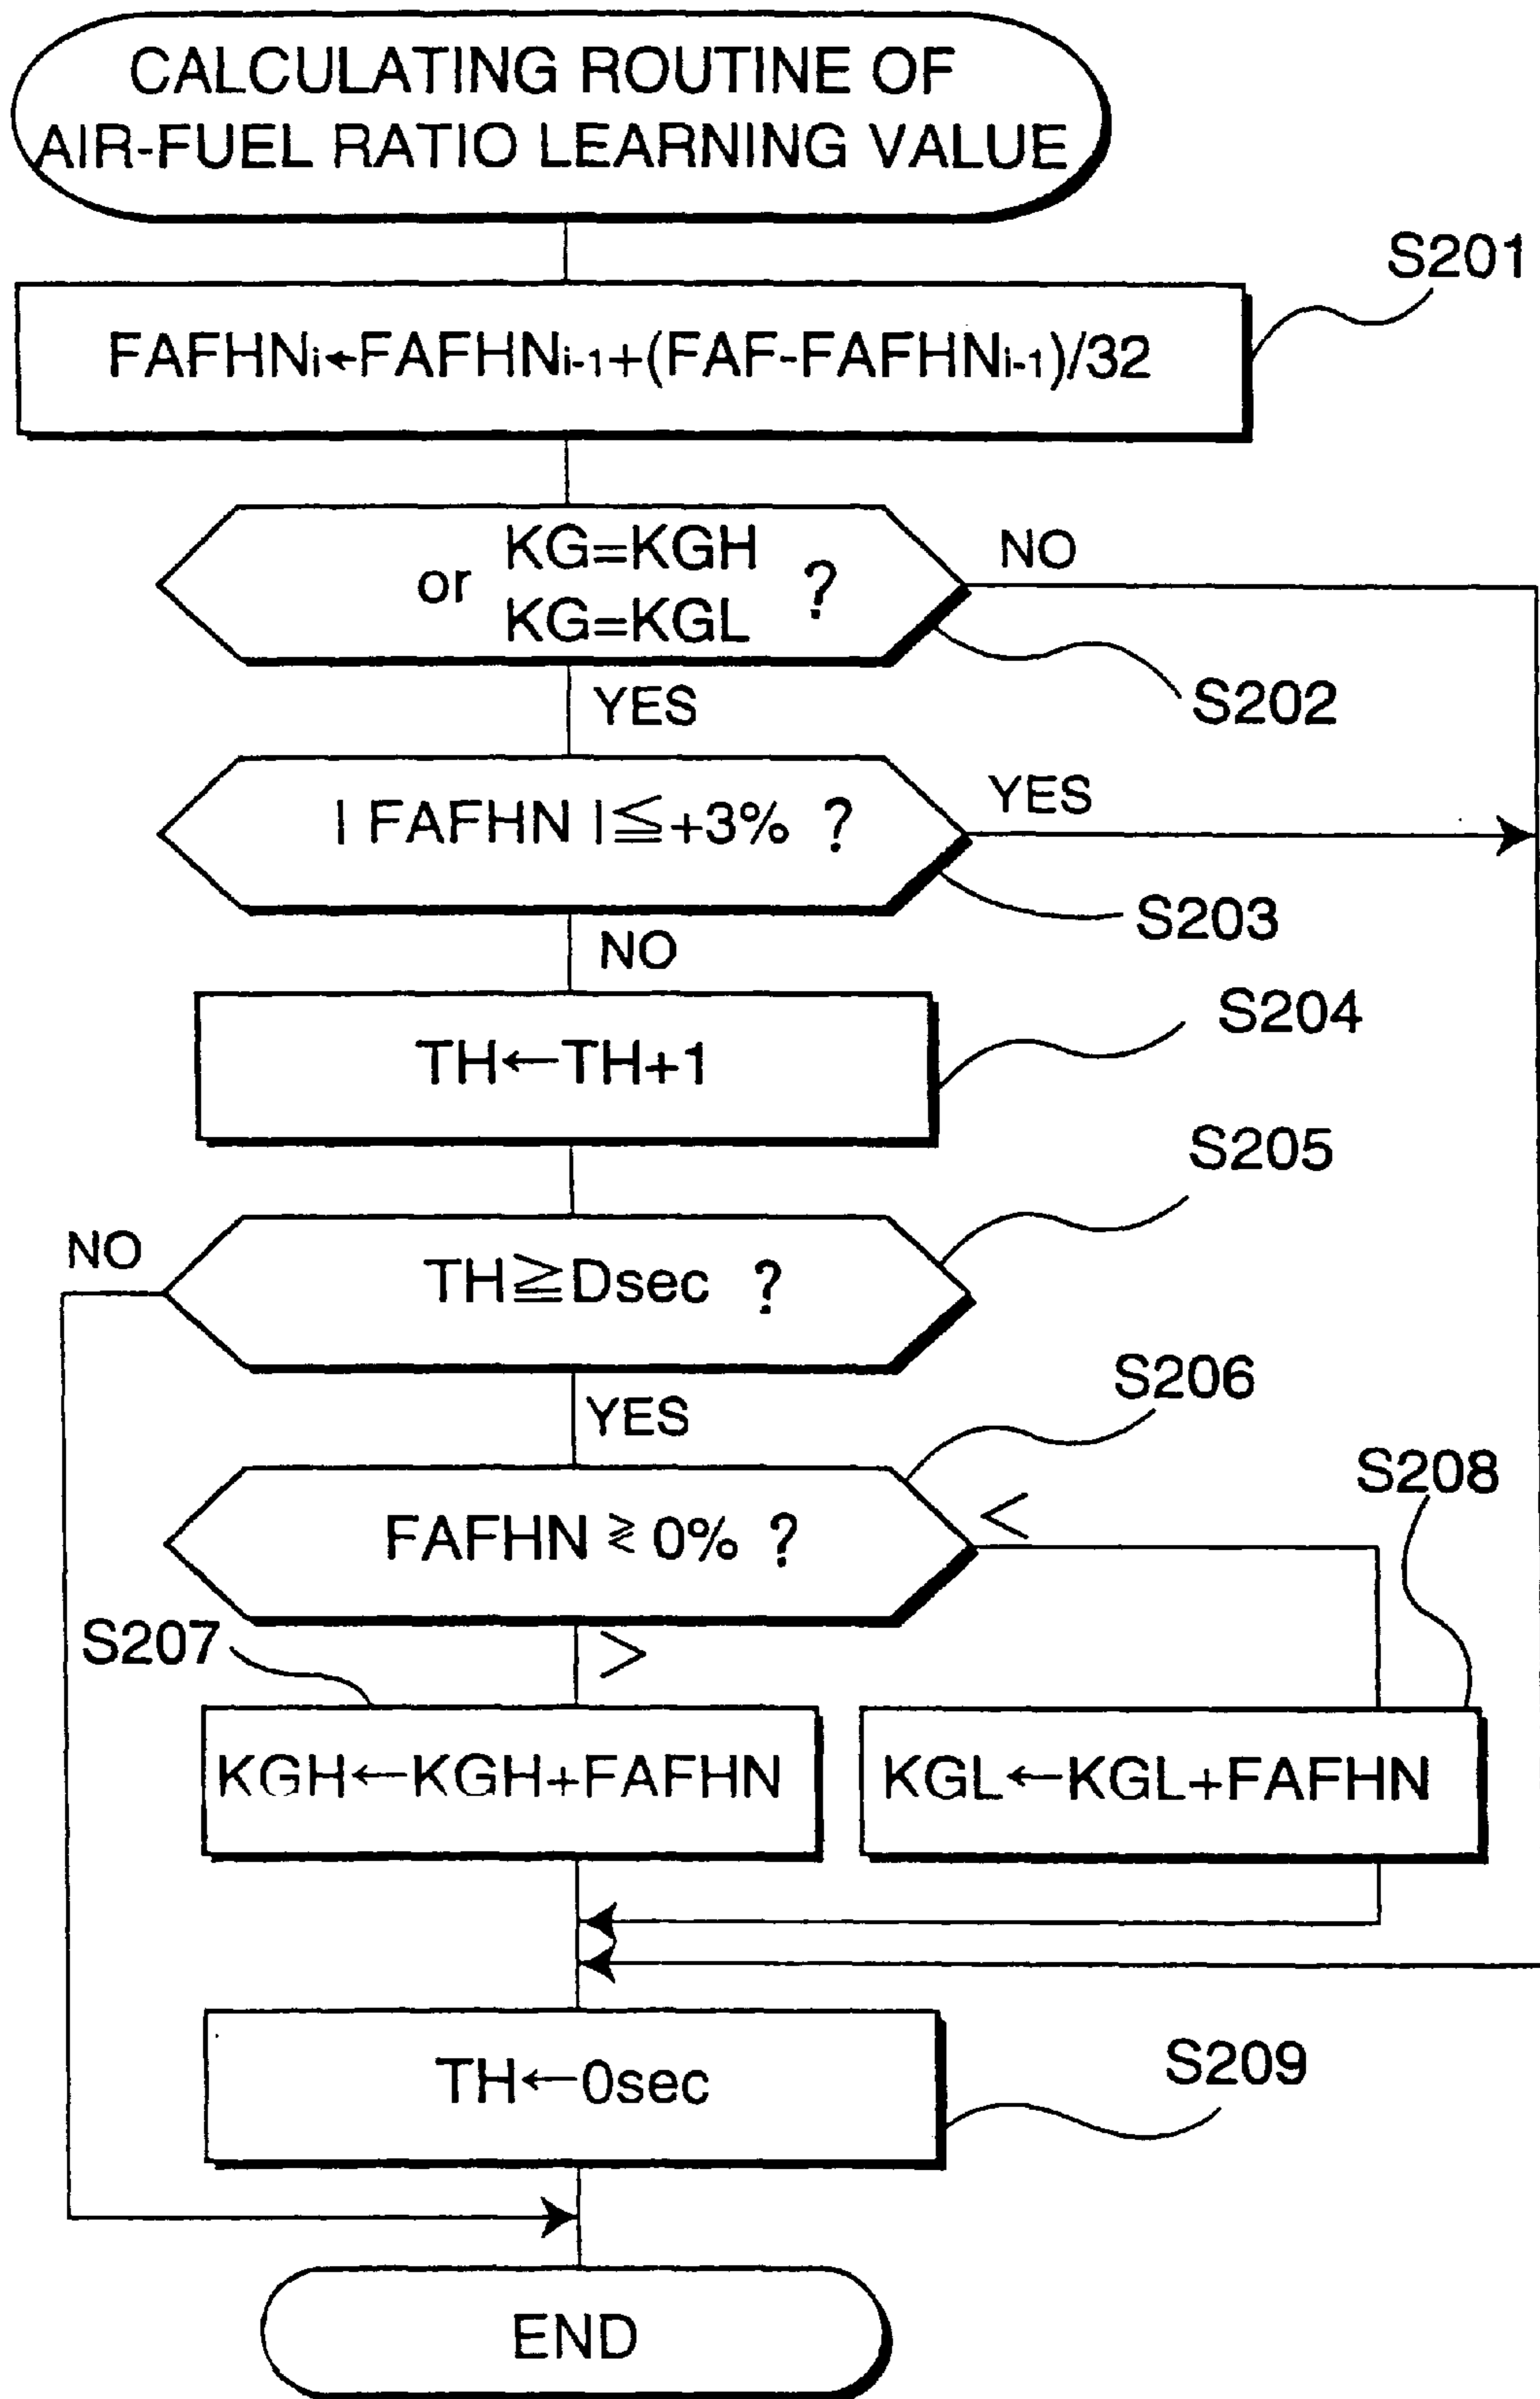 CALCULATING ROUTINE OF
AIR-FUEL RATIO LEARNING VALUE
S201
FAFHNi←FAFHNi-1+(FAF-FAFHNi-1)/32
KG=KGH
or ?
KG=KGL
NO
S202
YES
| FAFHN |≦+3% ?
YES
S203
NO
S204
TH←TH+1
S205
NO
TH≧Dsec ?
YES
S206
FAFHN ≷ 0% ?
<
S208
S207
>
KGH←KGH+FAFHN
KGL←KGL+FAFHN
TH←0sec
S209
END